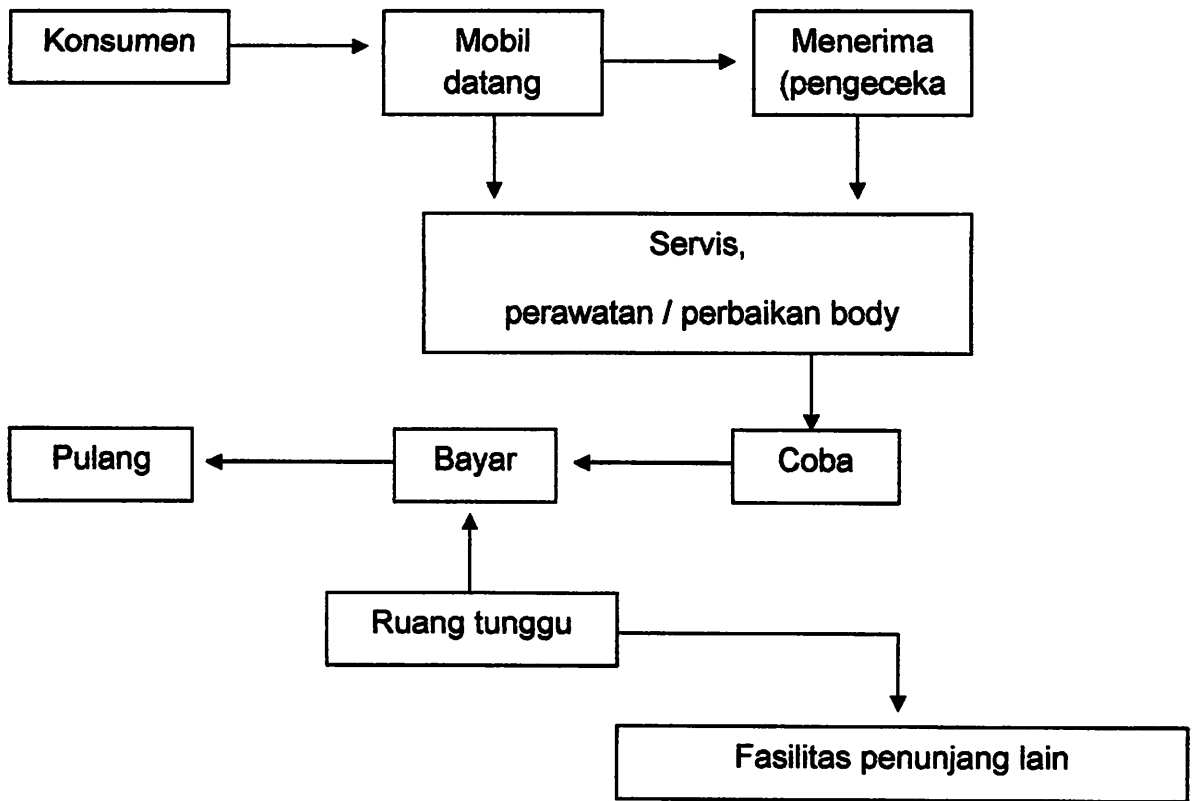 Konsumen
Mobil
datang
Menerima
(pengeceka
Servis,
perawatan / perbaikan body
Pulang
Bayar
Coba
Ruang tunggu
Fasilitas penunjang lain